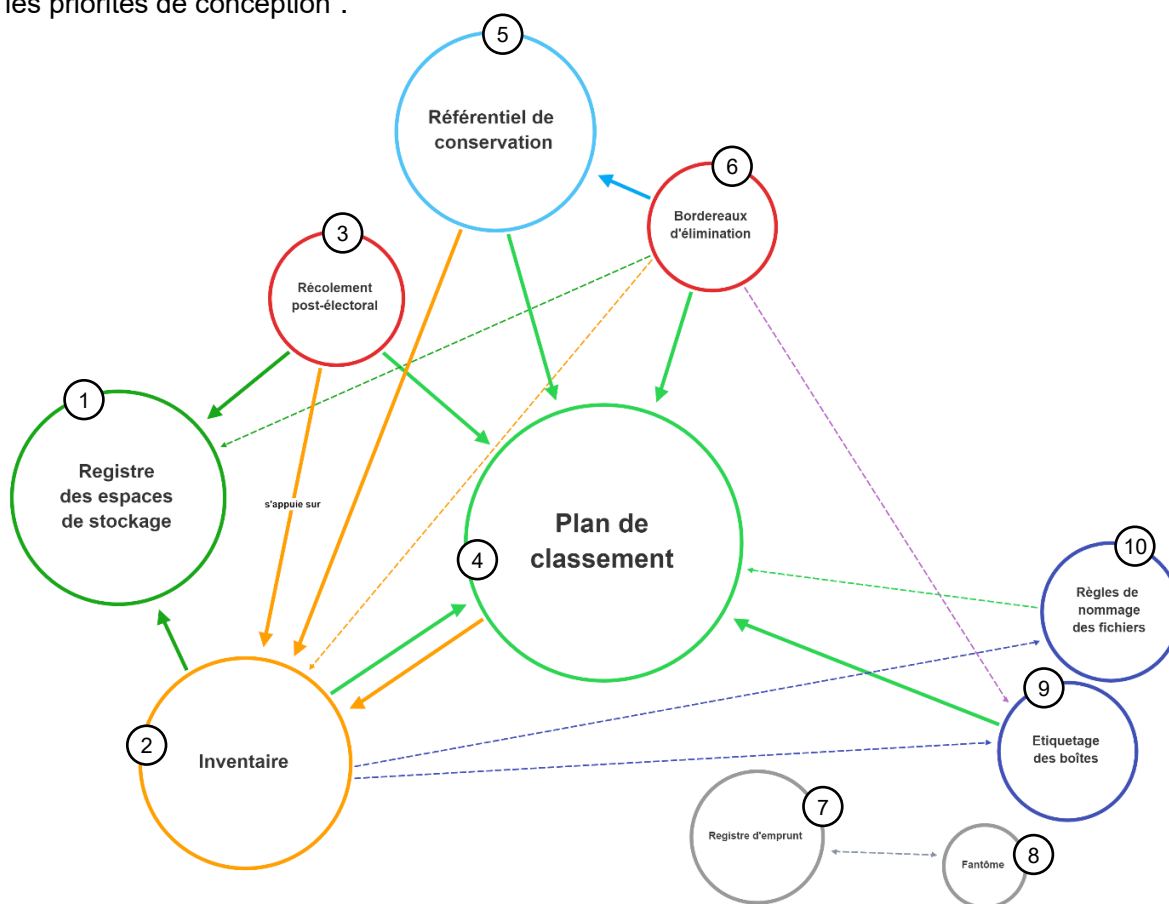 les priorités de conception .
5
Référentiel de
conservation
6
Bordereaux
d'élimination
3
Récolement
post-électoral
1
Registre
des espaces
de stockage
s'appuie sur
4
Plan de
classement
10
Règles de
nommage
des fichiers
9
Etiquetage
des boîtes
2
Inventaire
7
Registre d'emprunt
8
Fantôme